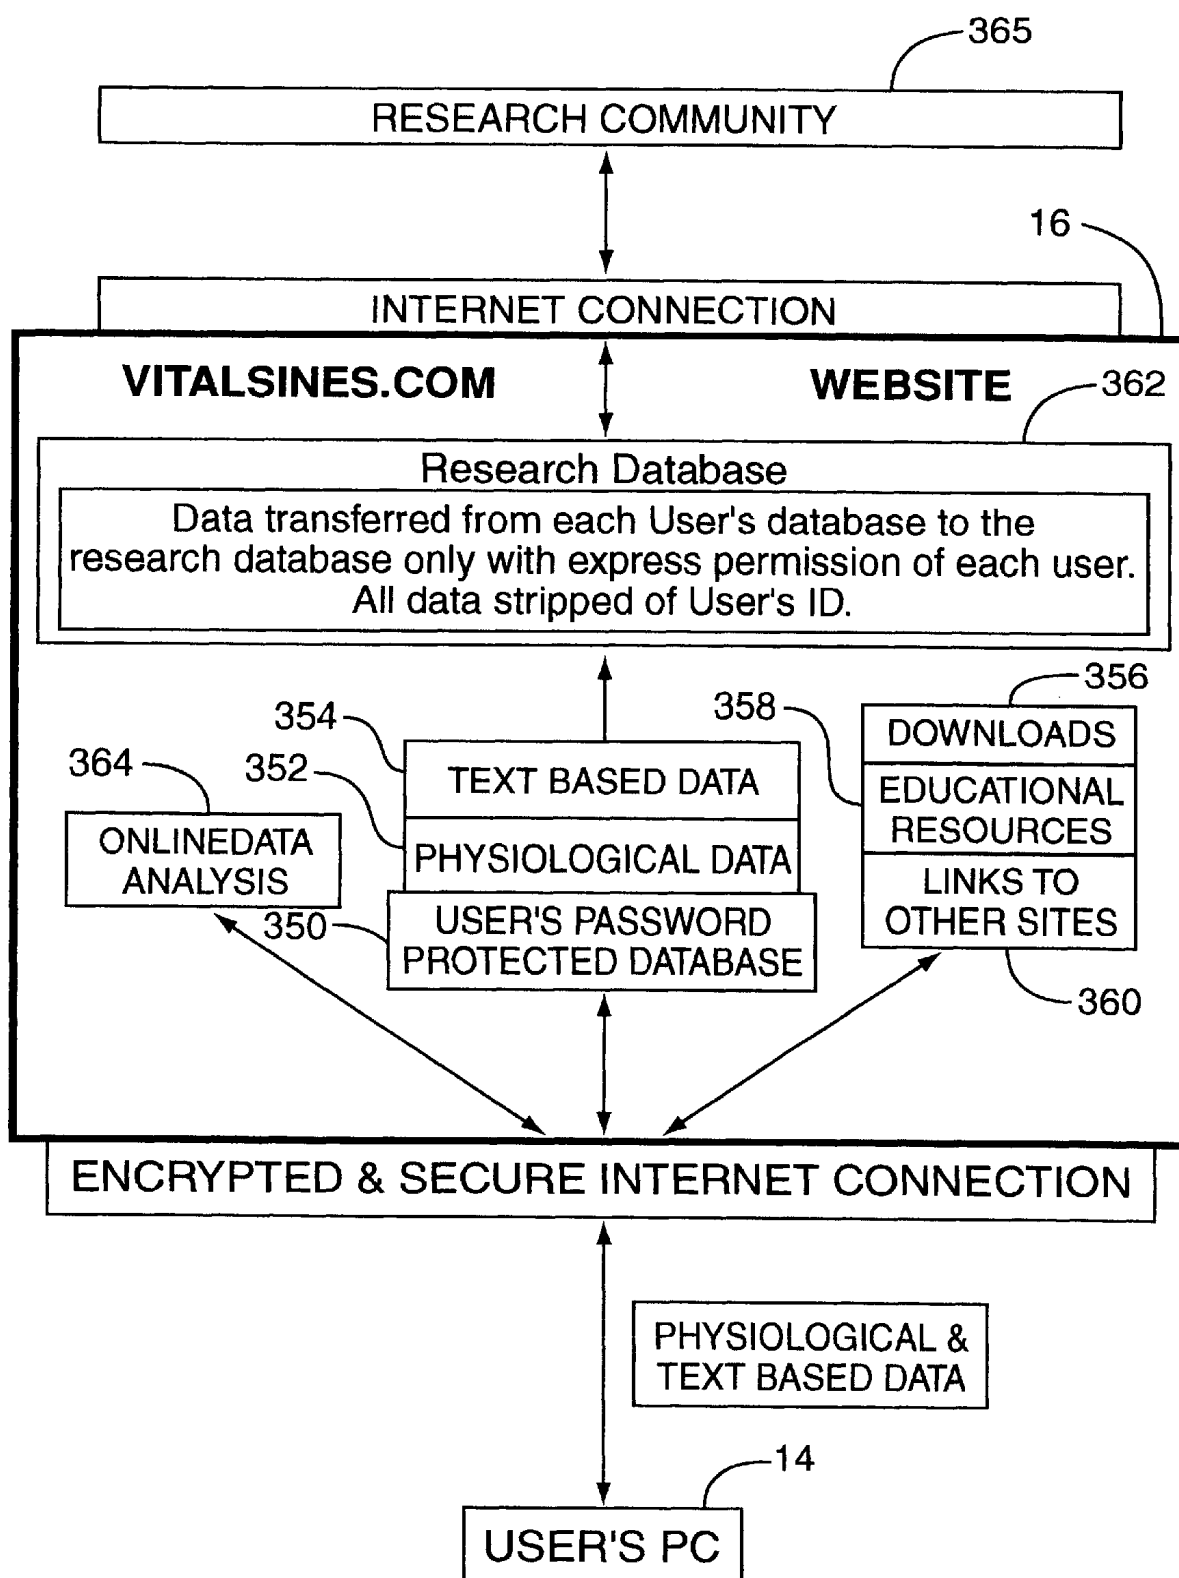 365
RESEARCH COMMUNITY
16
INTERNET CONNECTION
VITALSINES.COM WEBSITE
362
Research Database
Data transferred from each User's database to the
research database only with express permission of each user.
All data stripped of User's ID.
356
354
358
DOWNLOADS
364
352
TEXT BASED DATA
EDUCATIONAL
RESOURCES
ONLINEDATA
ANALYSIS
PHYSIOLOGICAL DATA
LINKS TO
OTHER SITES
350
USER'S PASSWORD
PROTECTED DATABASE
360
ENCRYPTED & SECURE INTERNET CONNECTION
PHYSIOLOGICAL &
TEXT BASED DATA
14
USER'S PC